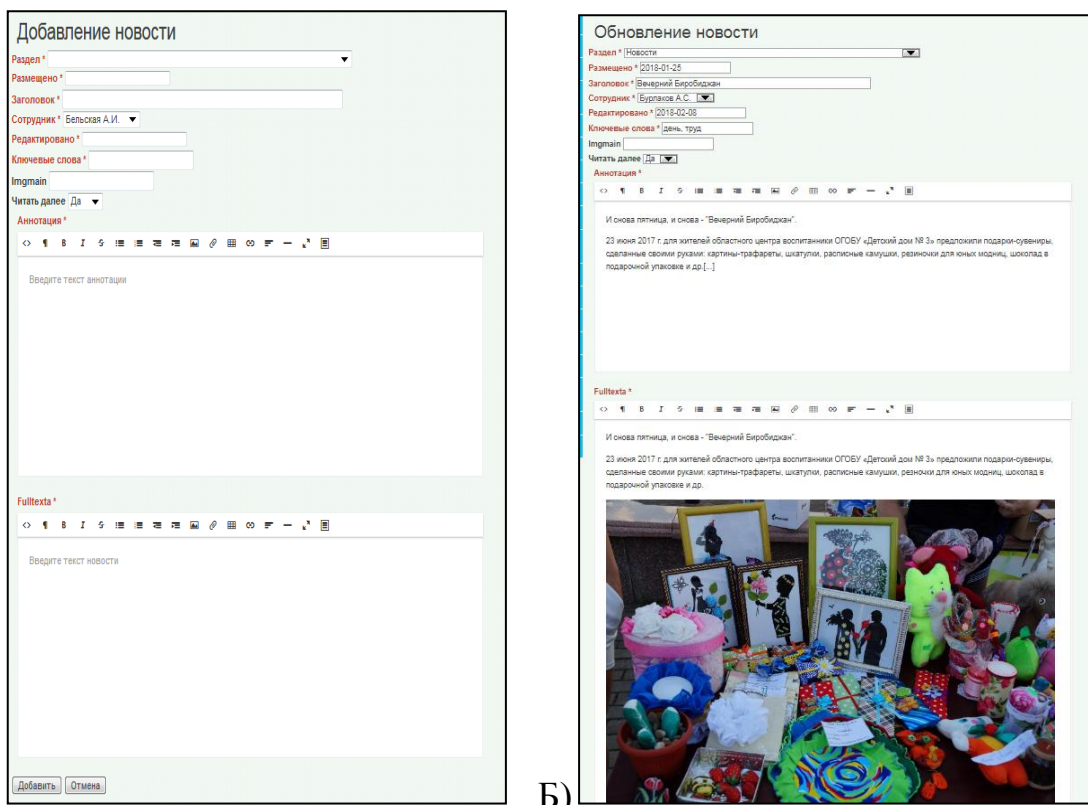 Добавление новости
Раздел *
Размещено *
Заголовок *
Сотрудник * Бельская А.И.
Редактировано *
Ключевые слова *
Imgmain
Читать далее Да
Аннотация *
Введите текст аннотации
Fulltexta *
Введите текст новости
Добавить Отмена
Б)
Обновление новости
Раздел * Новости
Размещено * 2018-01-25
Заголовок * Вечерний Биробиджан
Сотрудник * Бурлаков А.С.
Редактировано * 2018-02-08
Ключевые слова * день, труд
Imgmain
Читать далее Да
Аннотация *
И снова пятница, и снова - "Вечерний Биробиджан".
23 июня 2017 г. для жителей областного центра воспитанники ОГОБУ «Детский дом № 3» предложили подарки-сувениры,
сделанные своими руками: картины-трафареты, шкатулки, расписные камушки, резиночки для юных модниц, шоколад в
подарочной упаковке и др.[...]
Fulltexta *
И снова пятница, и снова - "Вечерний Биробиджан".
23 июня 2017 г. для жителей областного центра воспитанники ОГОБУ «Детский дом № 3» предложили подарки-сувениры,
сделанные своими руками: картины-трафареты, шкатулки, расписные камушки, резиночки для юных модниц, шоколад в
подарочной упаковке и др.